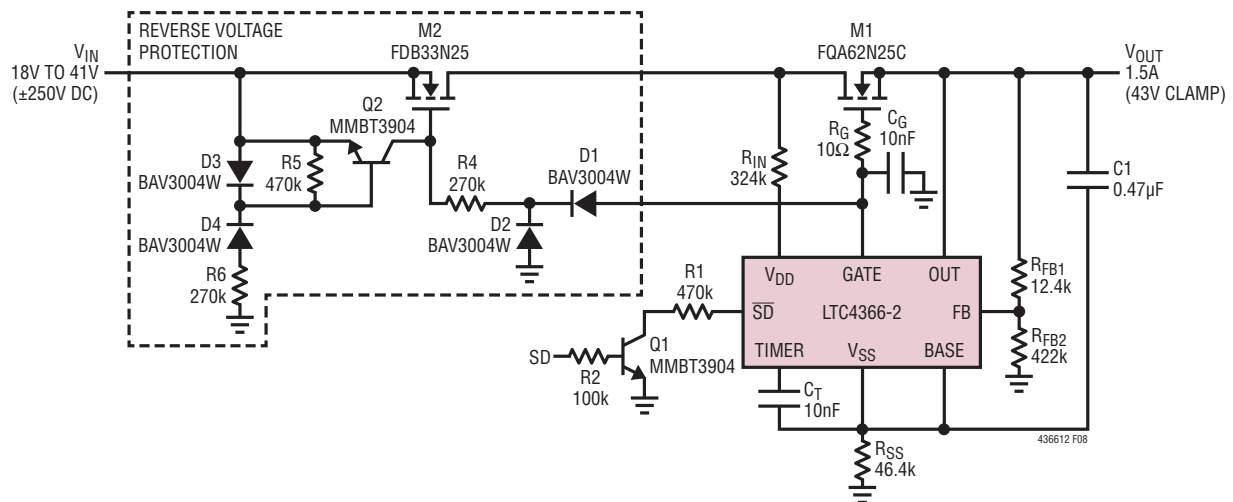 REVERSE VOLTAGE
PROTECTION
M2
FDB33N25
M1
FQA62N25C
VIN
18V TO 41V
(±250V DC)
VOUT
1.5A
(43V CLAMP)
Q2
MMBT3904
RG
10Ω
CG
10nF
D3
BAV3004W
R5
470k
R4
270k
D1
BAV3004W
RIN
324k
C1
0.47µF
D4
BAV3004W
D2
BAV3004W
R6
270k
R1
470k
VDD
GATE
OUT
SD
LTC4366-2
FB
TIMER
VSS
BASE
RFB1
12.4k
RFB2
422k
SD
R2
100k
Q1
MMBT3904
CT
10nF
RSS
46.4k
436612 F08